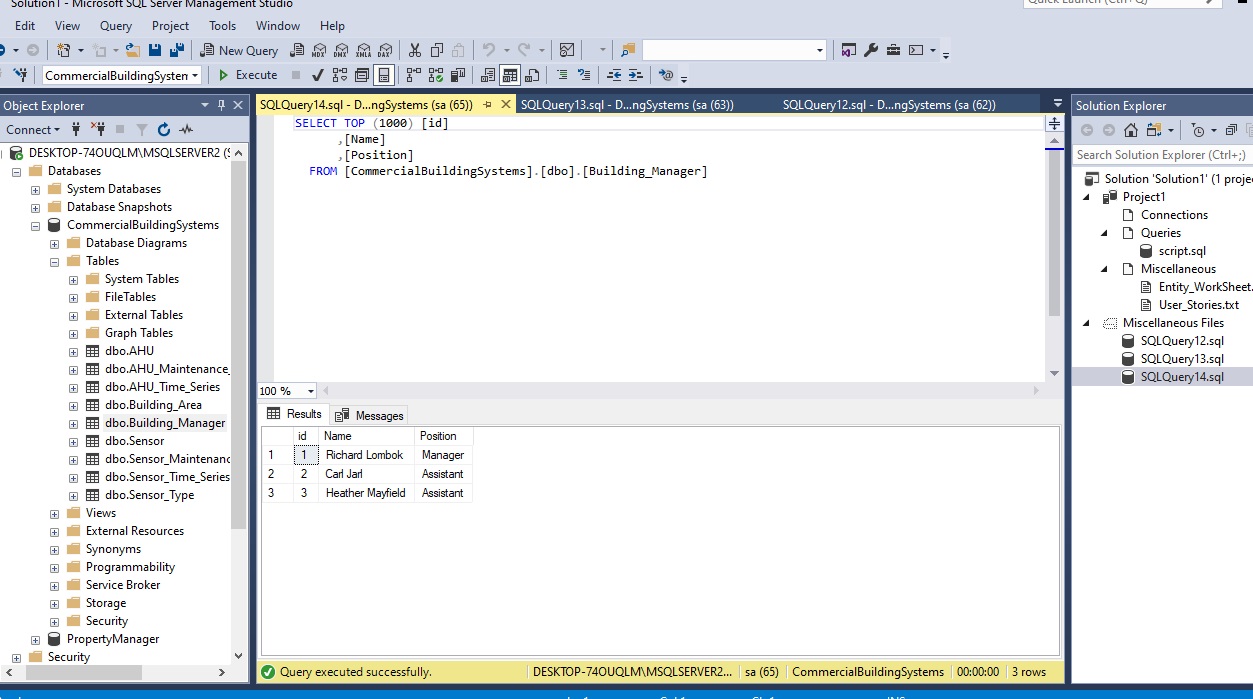 Solution1 - Microsoft SQL Server Management Studio
Quick Launch (Ctrl+Q)
Edit View Query Project Tools Window Help
New Query MDX DMX XMLA DAX
CommercialBuildingSysten Execute
Object Explorer
Connect
DESKTOP-74OUQLM\MSQLSERVER2 (S
Databases
System Databases
Database Snapshots
CommercialBuildingSystems
Database Diagrams
Tables
System Tables
FileTables
External Tables
Graph Tables
dbo.AHU
dbo.AHU_Maintenance_
dbo.AHU_Time_Series
dbo.Building_Area
dbo.Building_Manager
dbo.Sensor
dbo.Sensor_Maintenanc
dbo.Sensor_Time_Series
dbo.Sensor_Type
Views
External Resources
Synonyms
Programmability
Service Broker
Storage
Security
PropertyManager
Security
SQLQuery14.sql - D...ngSystems (sa (65)) SQLQuery13.sql - D...ngSystems (sa (63)) SQLQuery12.sql - D...ngSystems (sa (62))
SELECT TOP (1000) [id]
,[Name]
,[Position]
FROM [CommercialBuildingSystems].[dbo].[Building_Manager]
100 %
Results Messages
id Name Position
1 1 Richard Lombok Manager
2 2 Carl Jarl Assistant
3 3 Heather Mayfield Assistant
Query executed successfully. DESKTOP-74OUQLM\MSQLSERVER2... sa (65) CommercialBuildingSystems 00:00:00 3 rows
Solution Explorer
Search Solution Explorer (Ctrl+;)
Solution 'Solution1' (1 proje
Project1
Connections
Queries
script.sql
Miscellaneous
Entity_WorkSheet.
User_Stories.txt
Miscellaneous Files
SQLQuery12.sql
SQLQuery13.sql
SQLQuery14.sql